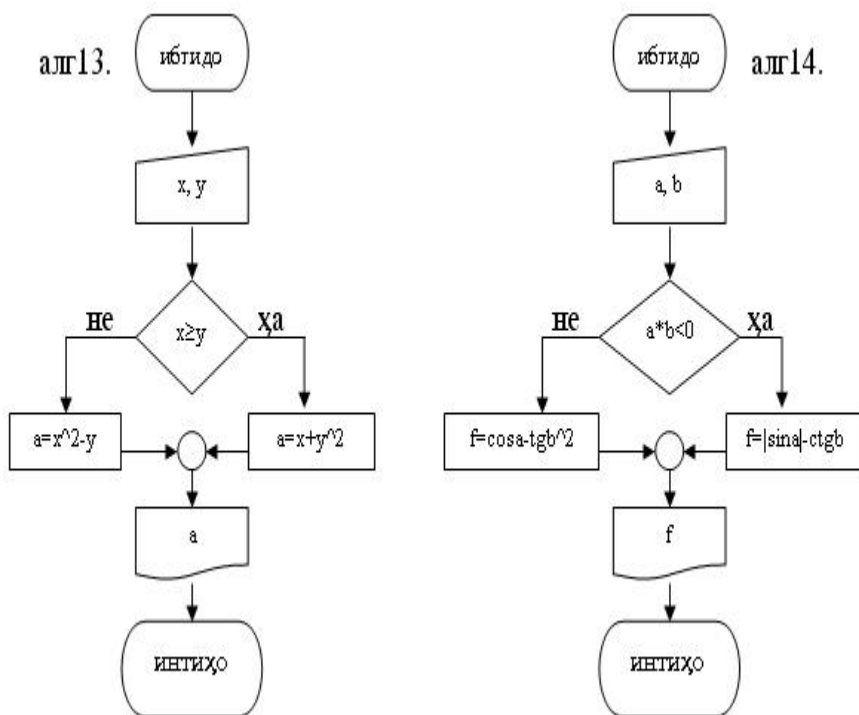 алг13.
ибтидо
x, y
x≥y
не
ҳа
a=x^2-y
a=x+y^2
a
интиҳо
алг14.
ибтидо
a, b
a*b<0
не
ҳа
f=cosa-tgb^2
f=|sina|-ctgb
f
интиҳо